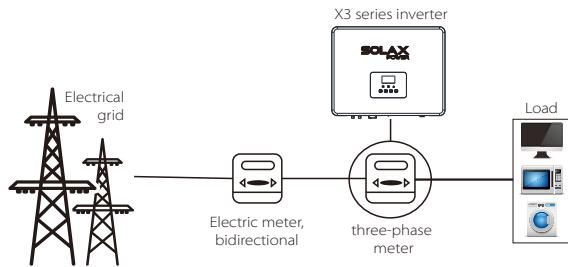 X3 series inverter
SOLAX
POWER
Electrical
grid
Load
Electric meter,
bidirectional
three-phase
meter